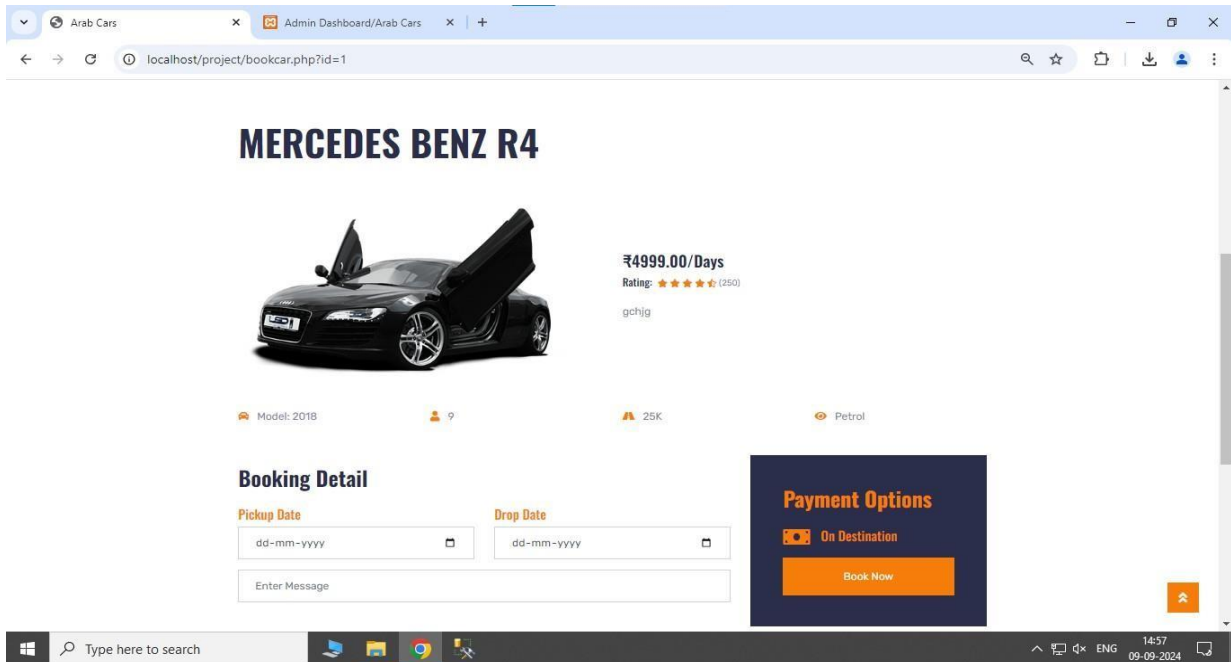 Arab Cars
Admin Dashboard/Arab Cars
localhost/project/bookcar.php?id=1
MERCEDES BENZ R4
₹4999.00/Days
Rating: (250)
gchjg
Model: 2018
9
25K
Petrol
Booking Detail
Pickup Date
Drop Date
dd-mm-yyyy
dd-mm-yyyy
Enter Message
Payment Options
On Destination
Book Now
Type here to search
ENG
14:57
09-09-2024